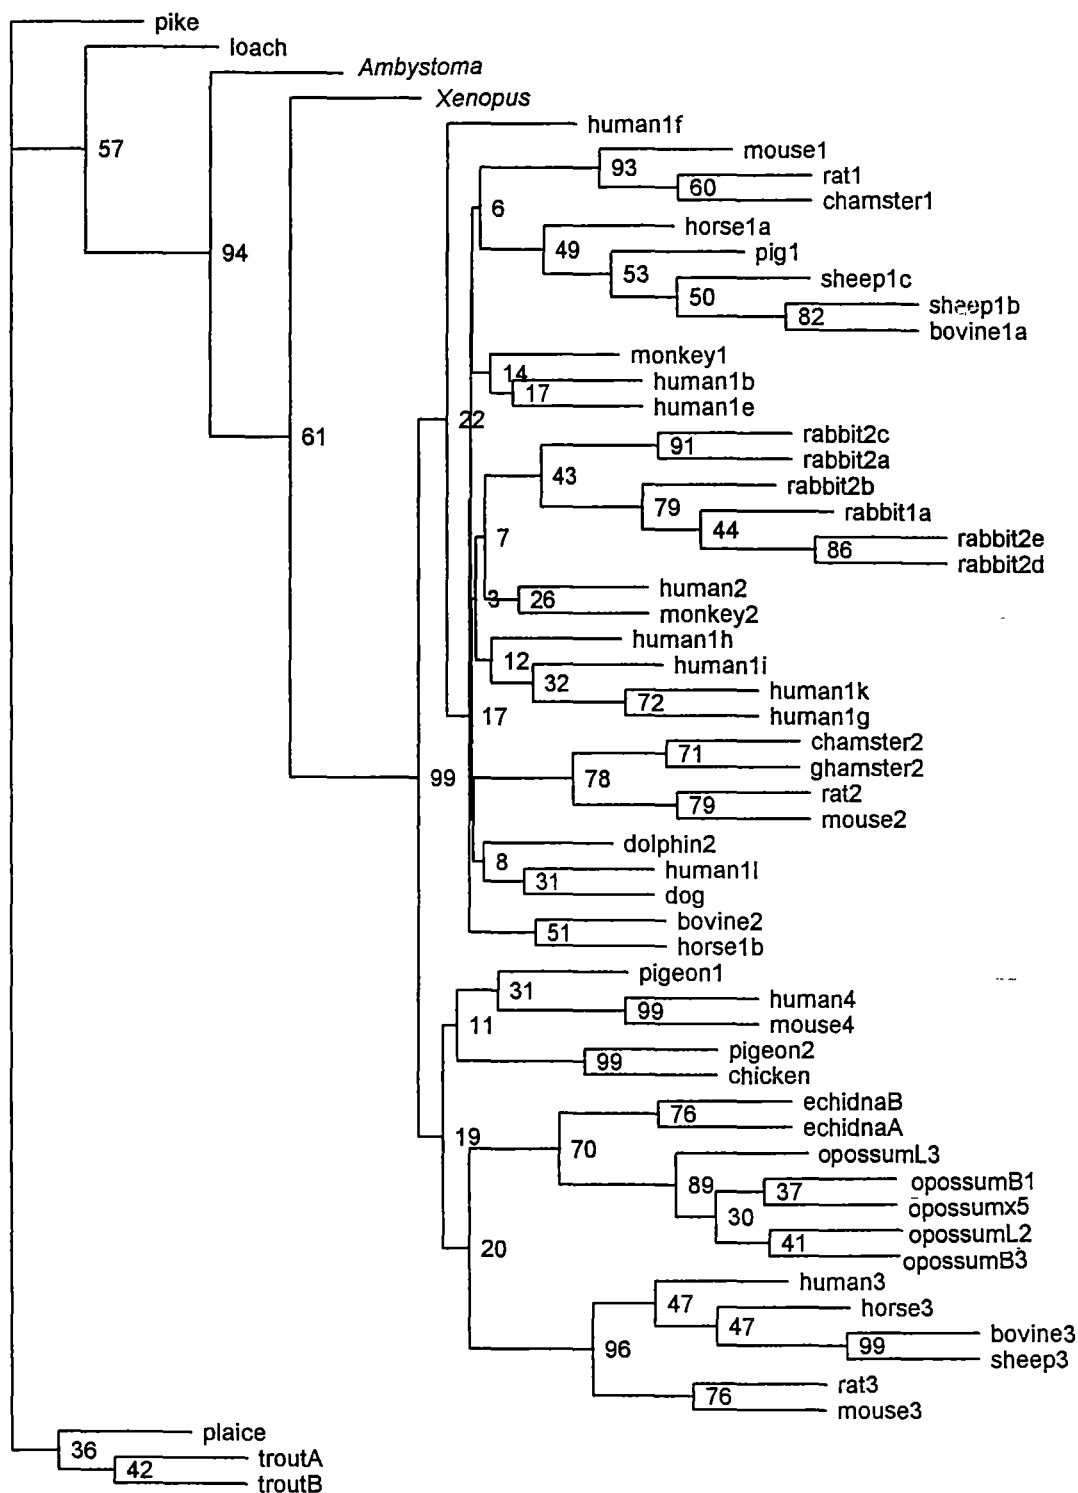 pike
loach
Ambystoma
Xenopus
human1f
57
mouse1
93
rat1
60
chamster1
6
horse1a
49
pig1
94
53
sheep1c
50
sheep1b
82
bovine1a
monkey1
14
human1b
17
human1e
22
rabbit2c
61
91
rabbit2a
43
rabbit2b
79
rabbit1a
44
7
rabbit2e
86
rabbit2d
human2
3
26
monkey2
human1h
12
human1i
32
human1k
72
human1g
17
chamster2
71
ghamster2
99
78
rat2
79
mouse2
dolphin2
8
human1l
31
dog
bovine2
51
horse1b
pigeon1
31
human4
99
mouse4
11
pigeon2
99
chicken
echidnaB
76
echidnaA
19
70
opossumL3
opossumB1
89
37
opossumx5
30
opossumL2
41
opossumB3
20
human3
47
horse3
47
bovine3
99
sheep3
96
rat3
76
mouse3
plaice
36
troutA
42
troutB